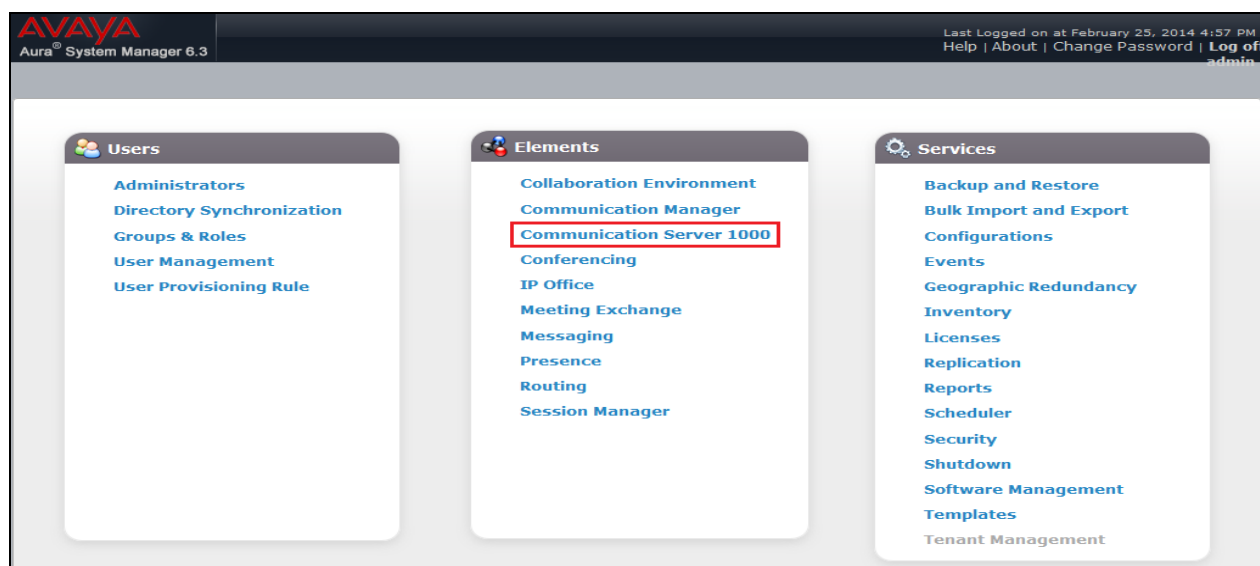 AVAYA
Aura® System Manager 6.3
Last Logged on at February 25, 2014 4:57 PM
Help | About | Change Password | Log off
admin
Users
Administrators
Directory Synchronization
Groups & Roles
User Management
User Provisioning Rule
Elements
Collaboration Environment
Communication Manager
Communication Server 1000
Conferencing
IP Office
Meeting Exchange
Messaging
Presence
Routing
Session Manager
Services
Backup and Restore
Bulk Import and Export
Configurations
Events
Geographic Redundancy
Inventory
Licenses
Replication
Reports
Scheduler
Security
Shutdown
Software Management
Templates
Tenant Management